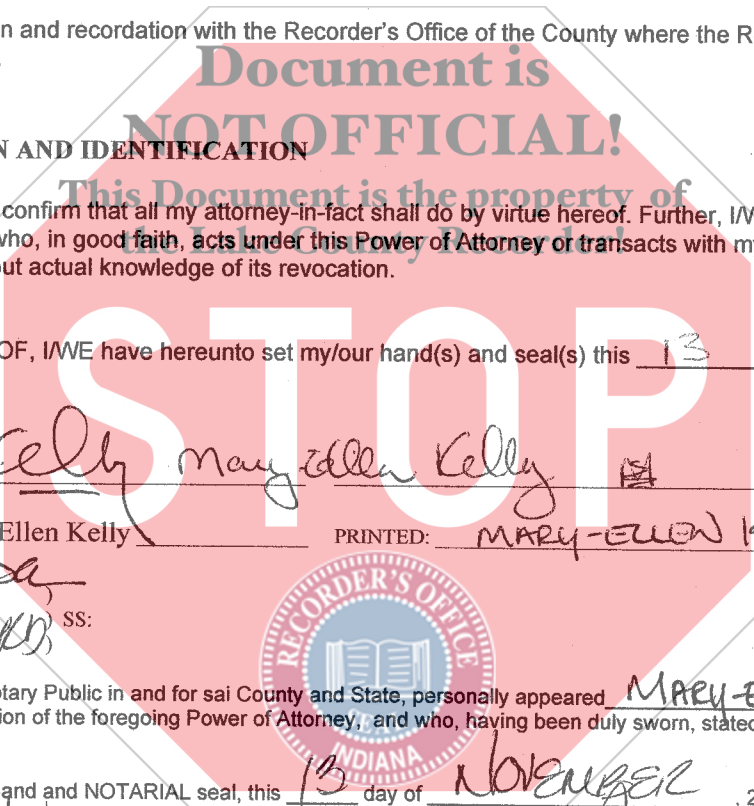 n and recordation with the Recorder's Office of the County where the R
Document is
NOT OFFICIAL!
N AND IDENTIFICATION
This Document is the property of
the Lake County Recorder!
confirm that all my attorney-in-fact shall do by virtue hereof. Further, I/W
who, in good faith, acts under this Power of Attorney or transacts with my
out actual knowledge of its revocation.
STOP
OF, I/WE have hereunto set my/our hand(s) and seal(s) this 13
Kelly Mary Ellen Kelly
Ellen Kelly PRINTED: MARY-ELLEN K
) SS:
RECORDER'S OFFICE
SEAL
INDIANA
otary Public in and for sai County and State, personally appeared MARY-E
ion of the foregoing Power of Attorney, and who, having been duly sworn, stated
and and NOTARIAL seal, this 13 day of NOVEMBER